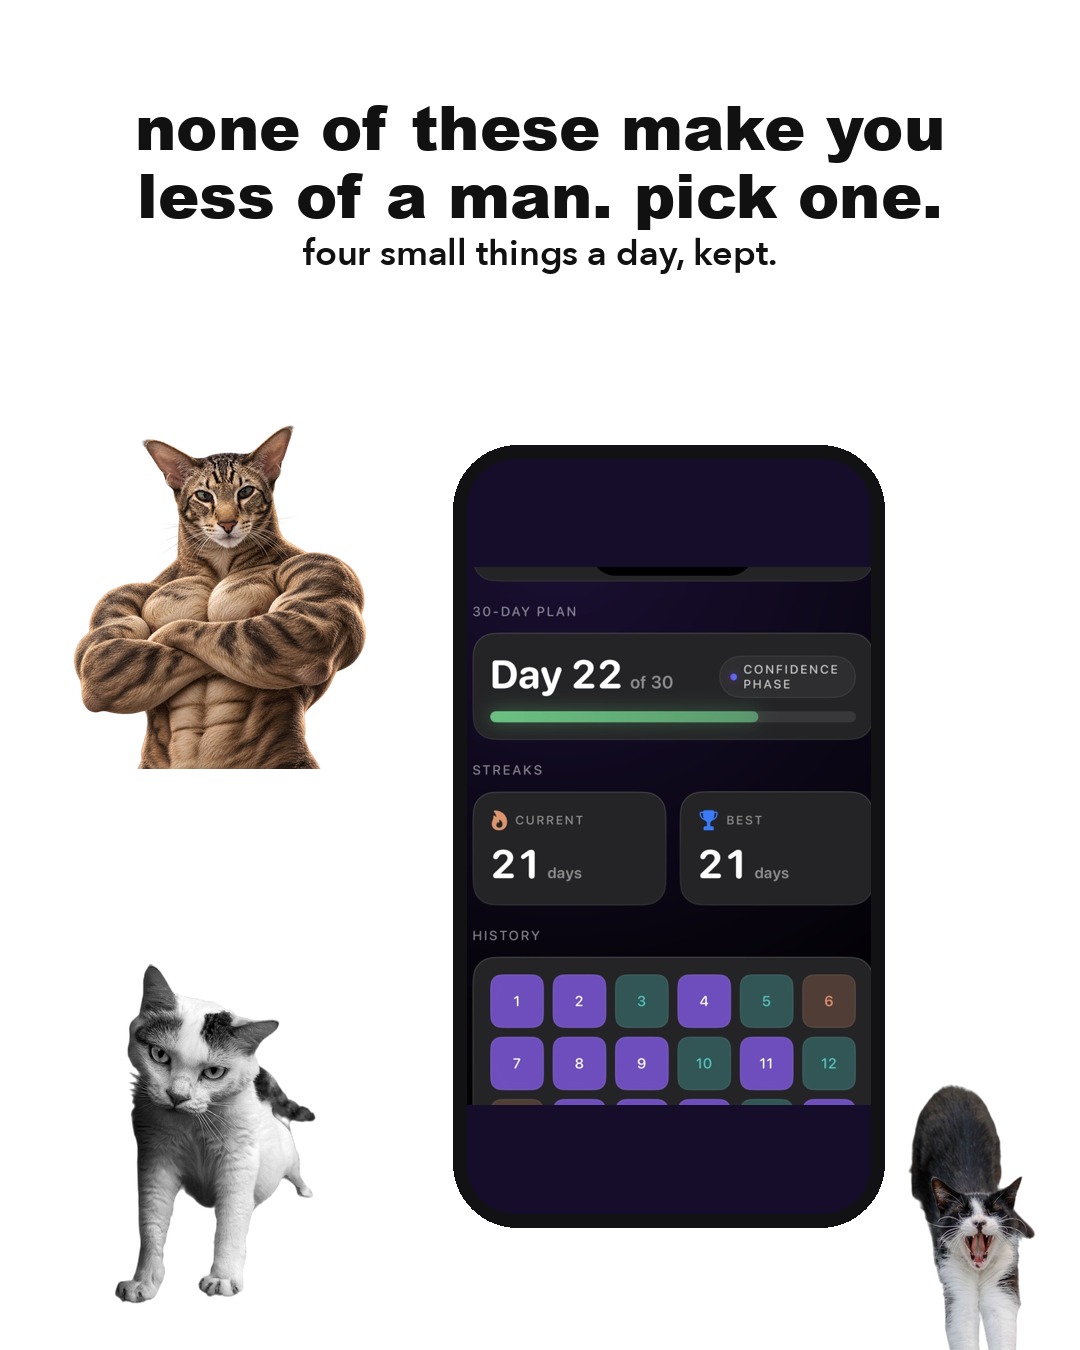 none of these make you
less of a man. pick one.
four small things a day, kept.
30-DAY PLAN
Day 22 of 30
CONFIDENCE
PHASE
STREAKS
CURRENT
21 days
BEST
21 days
HISTORY
1 2 3 4 5 6
7 8 9 10 11 12